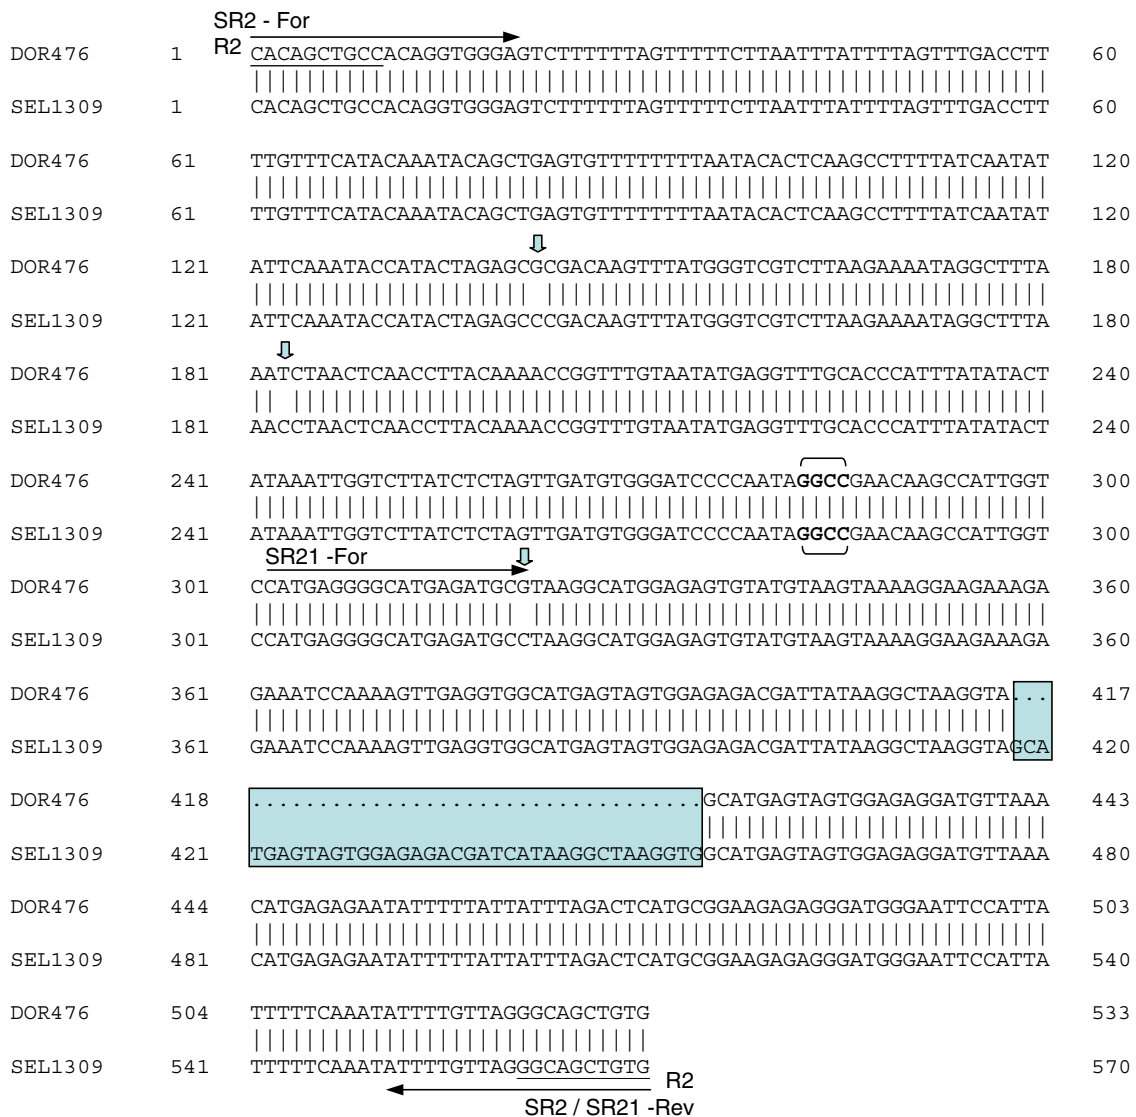 SR2 - For
R2
DOR476 1 CACAGCTGCCACAGGTGGGAGTCTTTTTTAGTTTTTCTTAATTTATTTTAGTTTGACCTT 60
||||||||||||||||||||||||||||||||||||||||||||||||||||||||||||
SEL1309 1 CACAGCTGCCACAGGTGGGAGTCTTTTTTAGTTTTTCTTAATTTATTTTAGTTTGACCTT 60
DOR476 61 TTGTTTCATACAAATACAGCTGAGTGTTTTTTTTAATACACTCAAGCCTTTTATCAATAT 120
||||||||||||||||||||||||||||||||||||||||||||||||||||||||||||
SEL1309 61 TTGTTTCATACAAATACAGCTGAGTGTTTTTTTTAATACACTCAAGCCTTTTATCAATAT 120
DOR476 121 ATTCAAATACCATACTAGAGCGCGACAAGTTTATGGGTCGTCTTAAGAAAATAGGCTTTA 180
||||||||||||||||||||| ||||||||||||||||||||||||||||||||||||||
SEL1309 121 ATTCAAATACCATACTAGAGCCCGACAAGTTTATGGGTCGTCTTAAGAAAATAGGCTTTA 180
DOR476 181 AATCTAACTCAACCTTACAAAACCGGTTTGTAATATGAGGTTTGCACCCATTTATATACT 240
|| |||||||||||||||||||||||||||||||||||||||||||||||||||||||||
SEL1309 181 AACCTAACTCAACCTTACAAAACCGGTTTGTAATATGAGGTTTGCACCCATTTATATACT 240
DOR476 241 ATAAATTGGTCTTATCTCTAGTTGATGTGGGATCCCCAATAGGCCGAACAAGCCATTGGT 300
||||||||||||||||||||||||||||||||||||||||||||||||||||||||||||
SEL1309 241 ATAAATTGGTCTTATCTCTAGTTGATGTGGGATCCCCAATAGGCCGAACAAGCCATTGGT 300
SR21 -For
DOR476 301 CCATGAGGGGCATGAGATGCGTAAGGCATGGAGAGTGTATGTAAGTAAAAGGAAGAAAGA 360
|||||||||||||||||||| |||||||||||||||||||||||||||||||||||||||
SEL1309 301 CCATGAGGGGCATGAGATGCCTAAGGCATGGAGAGTGTATGTAAGTAAAAGGAAGAAAGA 360
DOR476 361 GAAATCCAAAAGTTGAGGTGGCATGAGTAGTGGAGAGACGATTATAAGGCTAAGGTA... 417
|||||||||||||||||||||||||||||||||||||||||||||||||||||||||
SEL1309 361 GAAATCCAAAAGTTGAGGTGGCATGAGTAGTGGAGAGACGATTATAAGGCTAAGGTAGCA 420
DOR476 418 ..................................GCATGAGTAGTGGAGAGGATGTTAAA 443
||||||||||||||||||||||||||
SEL1309 421 TGAGTAGTGGAGAGACGATCATAAGGCTAAGGTGGCATGAGTAGTGGAGAGGATGTTAAA 480
DOR476 444 CATGAGAGAATATTTTTATTATTTAGACTCATGCGGAAGAGAGGGATGGGAATTCCATTA 503
||||||||||||||||||||||||||||||||||||||||||||||||||||||||||||
SEL1309 481 CATGAGAGAATATTTTTATTATTTAGACTCATGCGGAAGAGAGGGATGGGAATTCCATTA 540
DOR476 504 TTTTTCAAATATTTTGTTAGGGCAGCTGTG 533
||||||||||||||||||||||||||||||
SEL1309 541 TTTTTCAAATATTTTGTTAGGGCAGCTGTG 570
R2
SR2 / SR21 -Rev